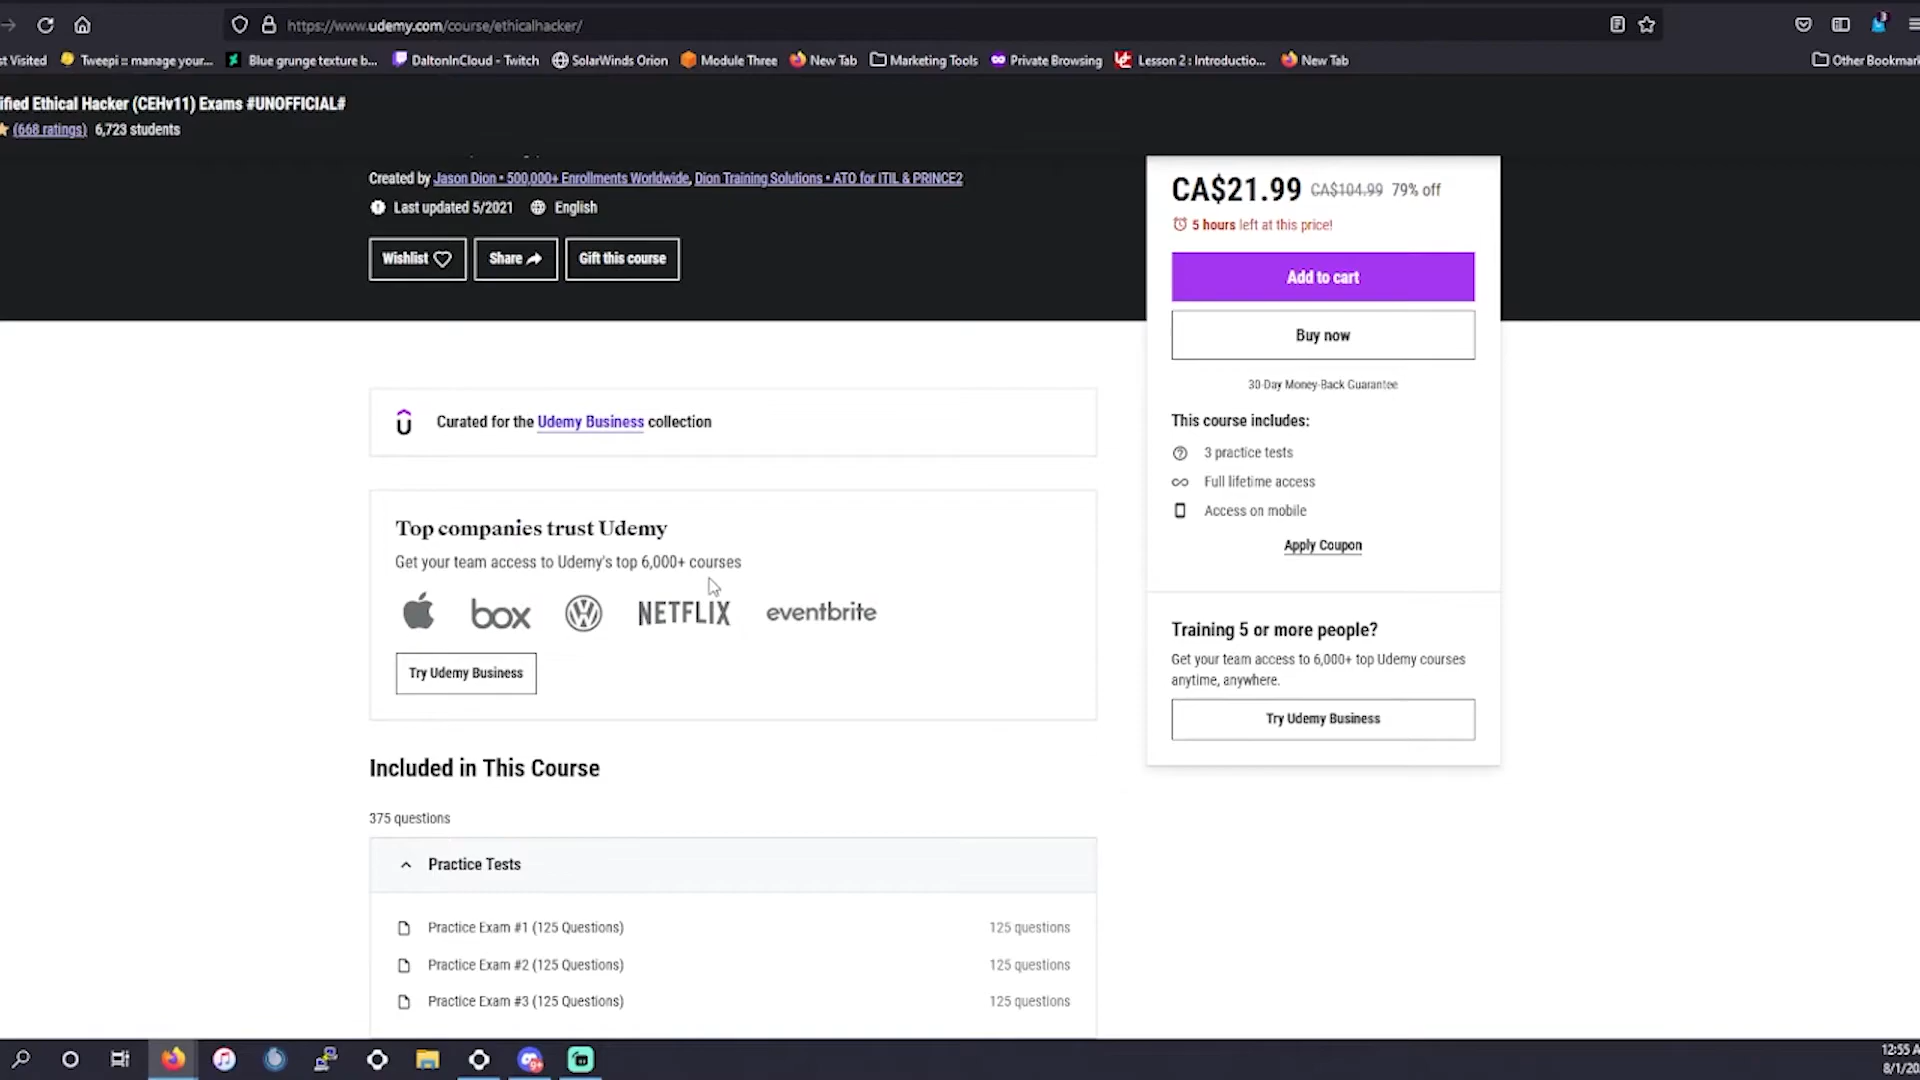 https://www.udemy.com/course/ethicalhacker/
st Visited
Tweepi :: manage your...
Blue grunge texture b...
DaltonInCloud - Twitch
SolarWinds Orion
Module Three
New Tab
Marketing Tools
Private Browsing
Lesson 2 : Introductio...
New Tab
Other Bookmar
ified Ethical Hacker (CEHv11) Exams #UNOFFICIAL#
(668 ratings) 6,723 students
Created by Jason Dion • 500,000+ Enrollments Worldwide, Dion Training Solutions • ATO for ITIL & PRINCE2
Last updated 5/2021 English
Wishlist
Share
Gift this course
CA$21.99 CA$104.99 79% off
5 hours left at this price!
Add to cart
Buy now
30-Day Money-Back Guarantee
This course includes:
3 practice tests
Full lifetime access
Access on mobile
Apply Coupon
Training 5 or more people?
Get your team access to 6,000+ top Udemy courses
anytime, anywhere.
Try Udemy Business
Curated for the Udemy Business collection
Top companies trust Udemy
Get your team access to Udemy's top 6,000+ courses
box
NETFLIX
eventbrite
Try Udemy Business
Included in This Course
375 questions
Practice Tests
Practice Exam #1 (125 Questions) 125 questions
Practice Exam #2 (125 Questions) 125 questions
Practice Exam #3 (125 Questions) 125 questions
12:55 A
8/1/20